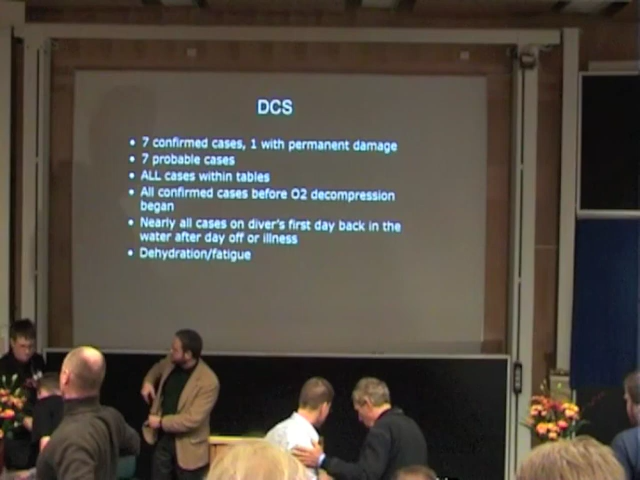 DCS
• 7 confirmed cases, 1 with permanent damage
• 7 probable cases
• ALL cases within tables
• All confirmed cases before O2 decompression
began
• Nearly all cases on diver's first day back in the
water after day off or illness
• Dehydration/fatigue